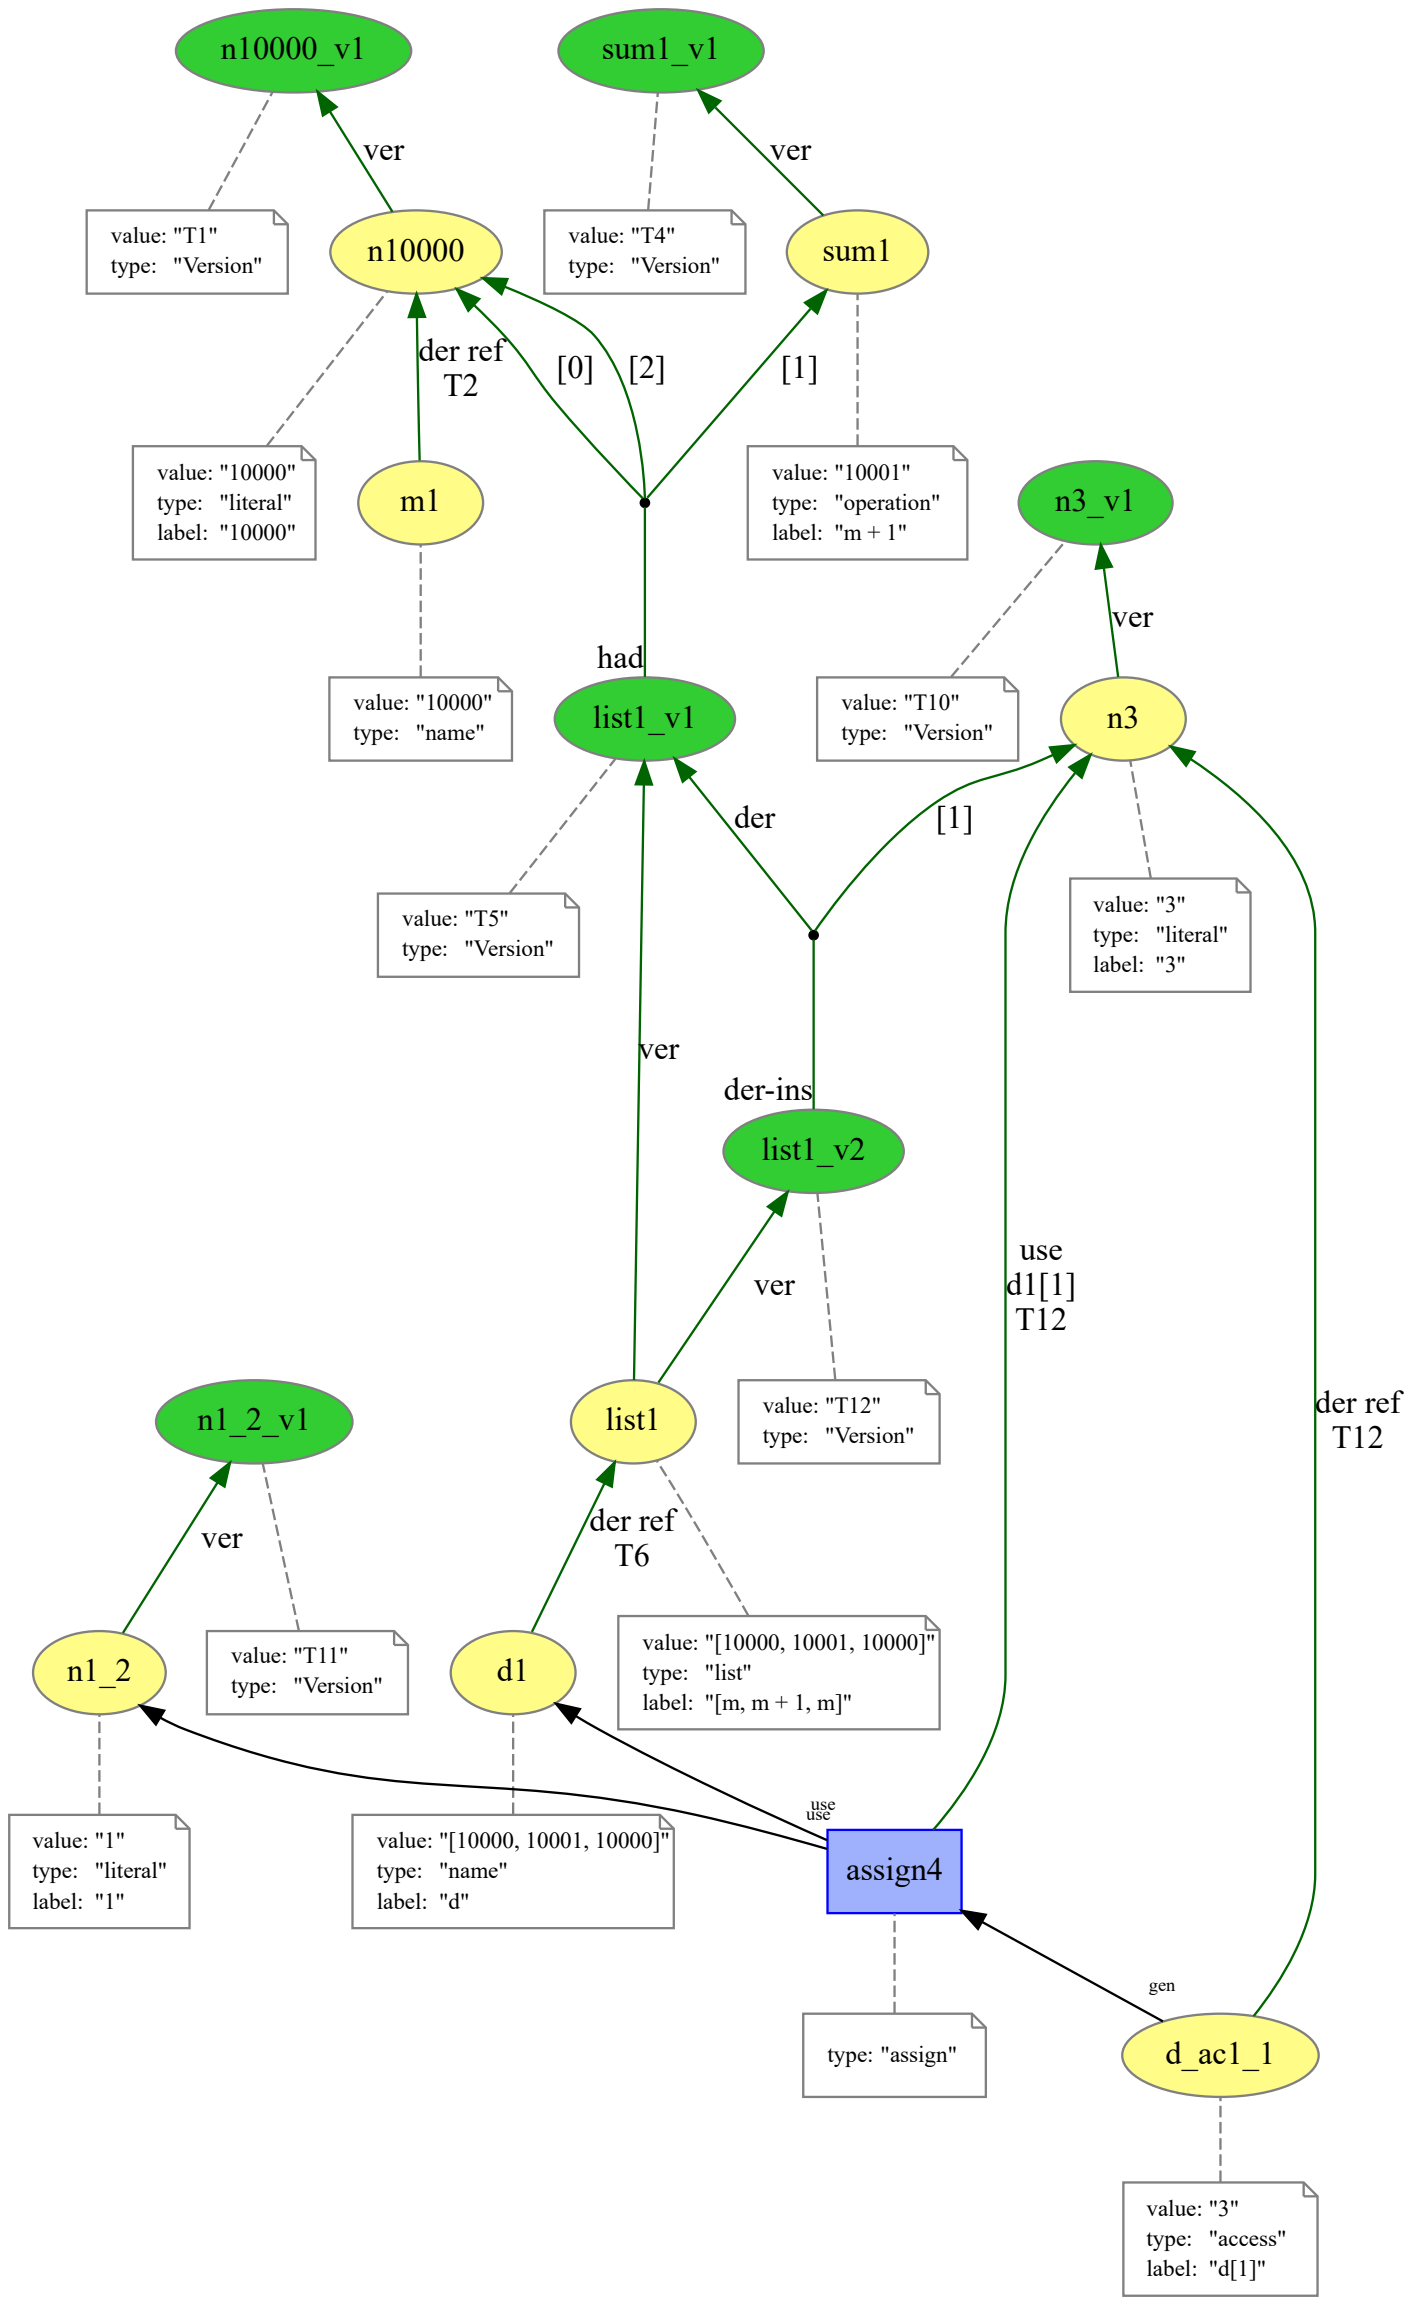 n10000_v1
sum1_v1
ver
ver
value: "T1"
type: "Version"
n10000
value: "T4"
type: "Version"
sum1
der ref
T2
[0]
[2]
[1]
value: "10000"
type: "literal"
label: "10000"
m1
value: "10001"
type: "operation"
label: "m + 1"
n3_v1
ver
had
value: "10000"
type: "name"
list1_v1
value: "T10"
type: "Version"
n3
der
[1]
value: "T5"
type: "Version"
value: "3"
type: "literal"
label: "3"
ver
der-ins
list1_v2
ver
use
d1[1]
T12
n1_2_v1
list1
value: "T12"
type: "Version"
der ref
T12
ver
der ref
T6
n1_2
value: "T11"
type: "Version"
d1
value: "[10000, 10001, 10000]"
type: "list"
label: "[m, m + 1, m]"
use
use
value: "1"
type: "literal"
label: "1"
value: "[10000, 10001, 10000]"
type: "name"
label: "d"
assign4
gen
type: "assign"
d_ac1_1
value: "3"
type: "access"
label: "d[1]"